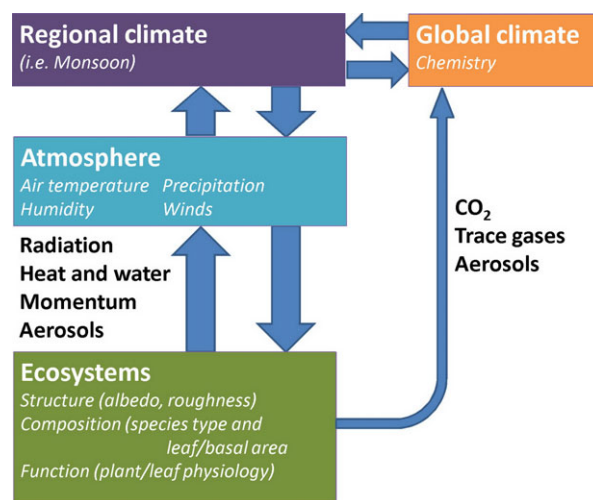 Regional climate
(i.e. Monsoon)
Global climate
Chemistry
Atmosphere
Air temperature Precipitation
Humidity Winds
Radiation
Heat and water
Momentum
Aerosols
CO₂
Trace gases
Aerosols
Ecosystems
Structure (albedo, roughness)
Composition (species type and
leaf/basal area
Function (plant/leaf physiology)